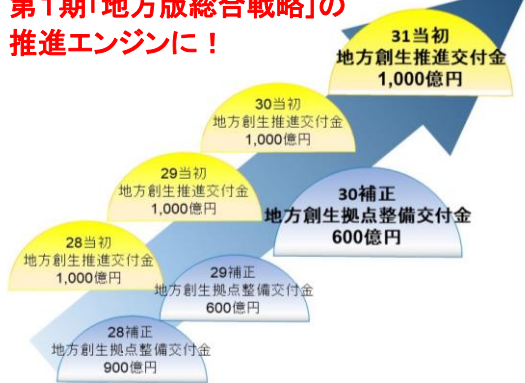 第1期｢地方版総合戦略｣の
推進エンジンに！
31当初
地方創生推進交付金
1,000億円
30当初
地方創生推進交付金
1,000億円
29当初
地方創生推進交付金
1,000億円
30補正
地方創生拠点整備交付金
600億円
28当初
地方創生推進交付金
1,000億円
29補正
地方創生拠点整備交付金
600億円
28補正
地方創生拠点整備交付金
900億円